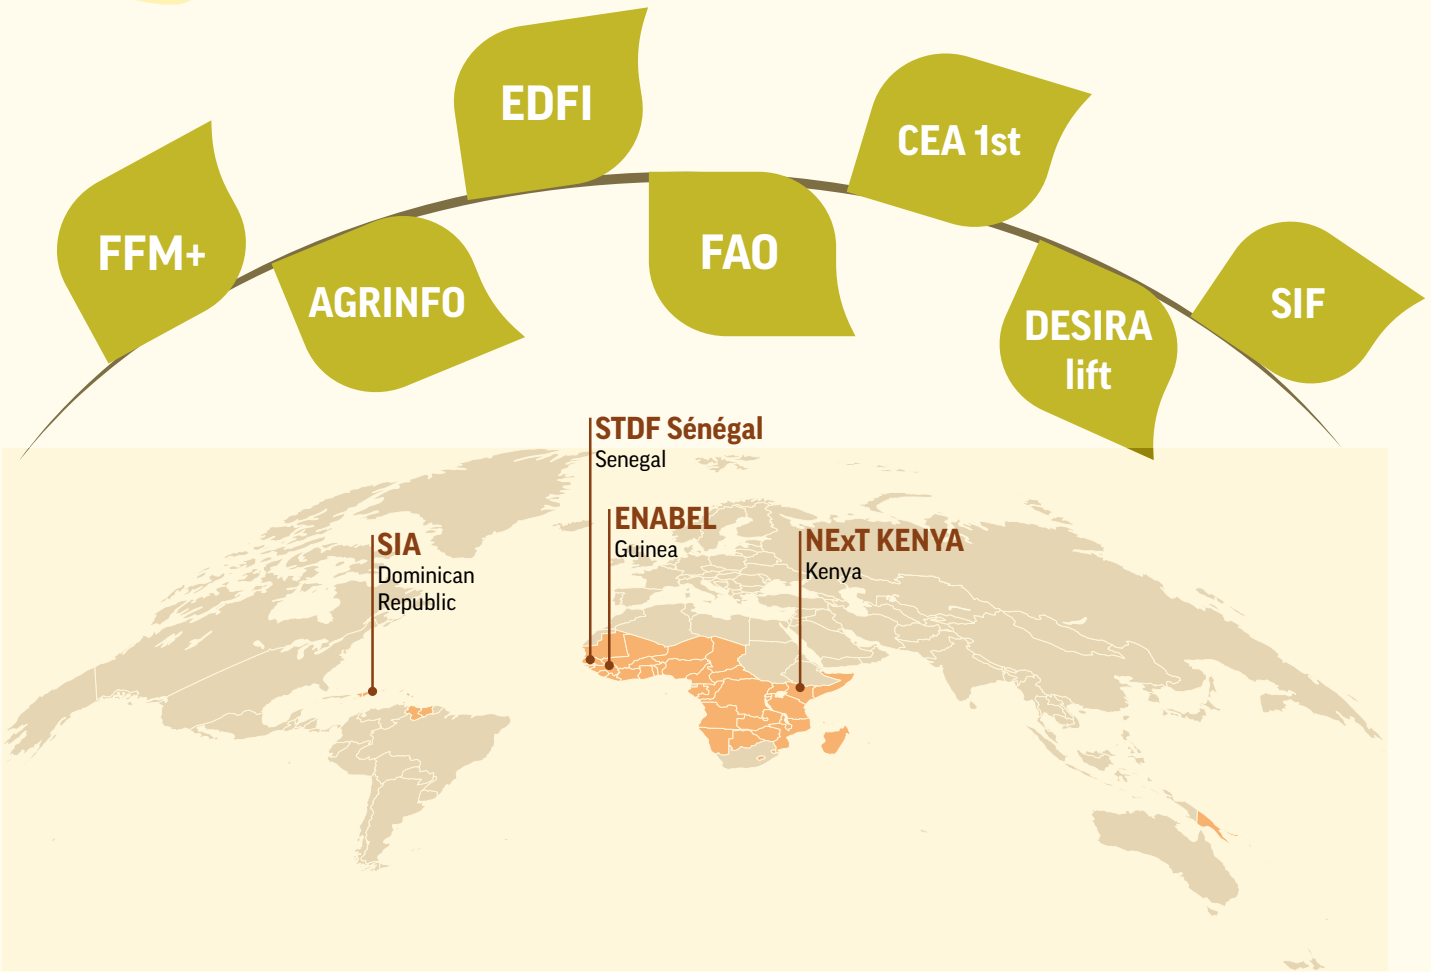 FFM+
AGRINFO
EDFI
FAO
CEA 1st
DESIRA
lift
SIF
STDF Sénégal
Senegal
ENABEL
Guinea
NExT KENYA
Kenya
SIA
Dominican
Republic